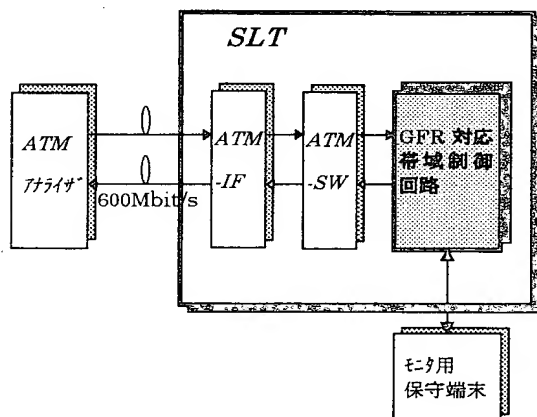 SLT
ATM
アナライザ
600Mbit/s
ATM
-IF
ATM
-SW
GFR 対応
帯域制御
回路
モニタ用
保守端末